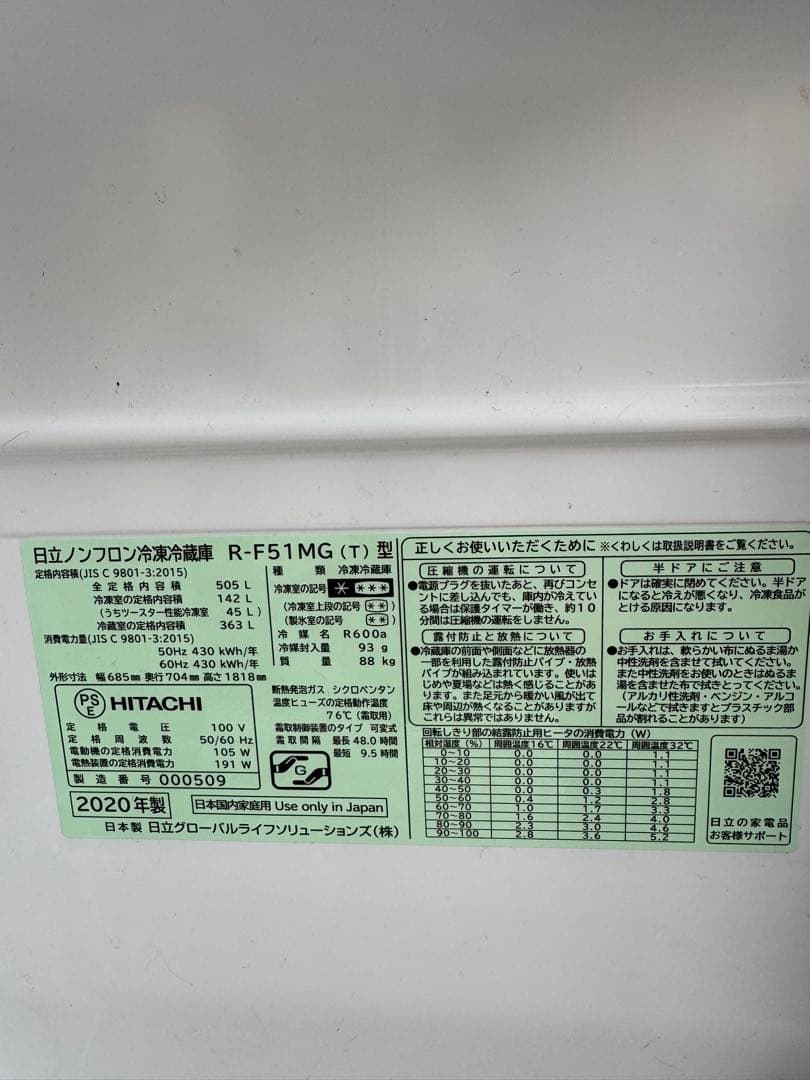 日立ノンフロン冷凍冷蔵庫 R-F51MG (T) 型
定格内容積(JIS C 9801-3:2015)
全定格内容積 505 L
冷凍室の定格内容積 142 L
(うちツースター性能冷凍室 45 L)
冷蔵室の定格内容積 363 L
消費電力量(JIS C 9801-3:2015)
50Hz 430 kWh/年
60Hz 430 kWh/年
外形寸法 幅 685 mm 奥行 704 mm 高さ 1818 mm
種類 冷凍冷蔵庫
冷凍室の記号 * ***
(冷凍室上段の記号 **)
(製氷室の記号 **)
冷媒名 R600a
冷媒封入量 93 g
質量 88 kg
PSE HITACHI
定格電圧 100 V
定格周波数 50/60 Hz
電動機の定格消費電力 105 W
電熱装置の定格消費電力 191 W
製造番号 000509
断熱発泡ガス シクロペンタン
温度ヒューズの定格動作温度
76℃(霜取用)
霜取制御装置のタイプ 可変式
霜取間隔 最長 48.0 時間
最短 9.5 時間
G
2020年製
日本国内家庭用 Use only in Japan
日本製 日立グローバルライフソリューションズ(株)
正しくお使いいただくために ※くわしくは取扱説明書をご覧ください。
圧縮機の運転について
●電源プラグを抜いたあと、再びコンセ
ントに差し込んでも、庫内が冷えてい
る場合は保護タイマーが働き、約10
分間は圧縮機の運転をしません。
露付防止と放熱について
●冷蔵庫の前面や側面などに放熱器の
一部を利用した露付防止パイプ・放熱
パイプが組み込まれています。使いは
じめや夏場などは熱く感じることがあ
ります。また足元から暖かい風が出て
床や周辺が熱くなることがありますが
これらは異常ではありません。
半ドアにご注意
●ドアは確実に閉めてください。半ドア
になると冷えが悪くなり、冷凍食品が
とける原因になります。
お手入れについて
●お手入れは、軟らかい布にぬるま湯か
中性洗剤を含ませて拭いてください。
また中性洗剤をお使いのときはぬるま
湯を含ませた布で拭きとってください。
(アルカリ性洗剤・ベンジン・アルコ
ールなどで拭きますとプラスチック部
品が割れることがあります)
回転しきり部の結露防止用ヒータの消費電力(W)
相対湿度(%) 周囲温度16℃ 周囲温度22℃ 周囲温度32℃
0~10 0.0 0.0 1.1
10~20 0.0 0.0 1.1
20~30 0.0 0.0 1.1
30~40 0.0 0.0 1.1
40~50 0.0 0.3 1.8
50~60 0.4 1.2 2.8
60~70 1.0 1.7 3.3
70~80 1.6 2.4 4.0
80~90 2.3 3.0 4.6
90~100 2.8 3.6 5.2
日立の家電品
お客様サポート